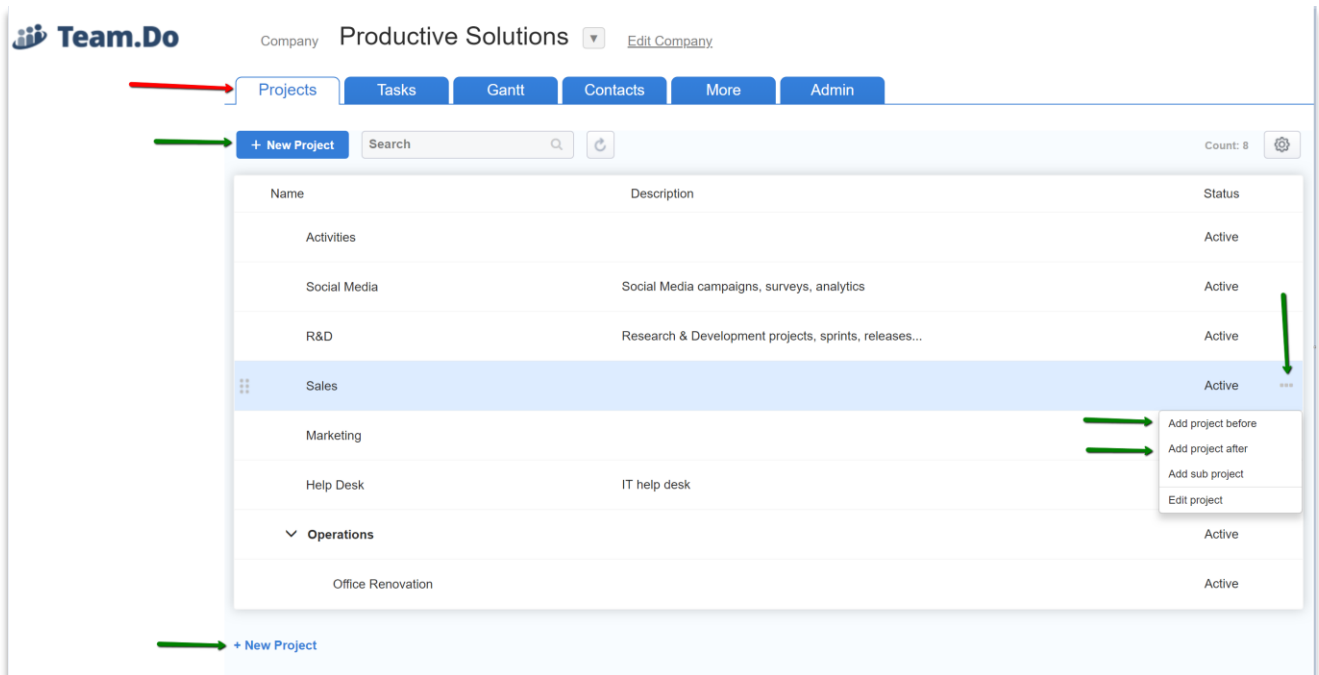 Team.Do
Company Productive Solutions Edit Company
Projects Tasks Gantt Contacts More Admin
+ New Project Search Count: 8
Name Description Status
Activities Active
Social Media Social Media campaigns, surveys, analytics Active
R&D Research & Development projects, sprints, releases... Active
Sales Active
Add project before
Marketing
Add project after
Add sub project
Help Desk IT help desk
Edit project
Operations Active
Office Renovation Active
+ New Project